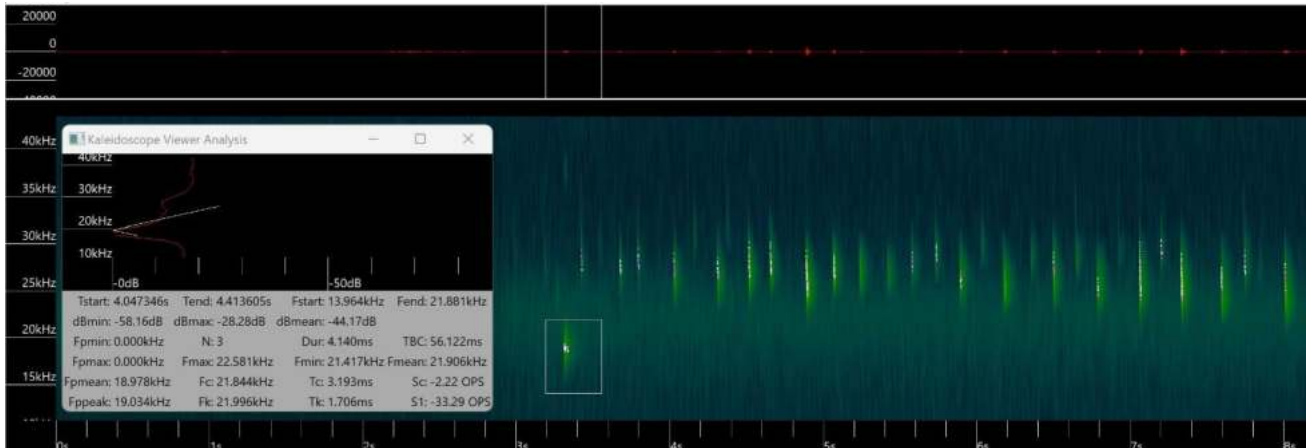 20000
0
-20000
40kHz
35kHz
30kHz
25kHz
20kHz
15kHz
Kaleidoscope Viewer Analysis
40kHz
30kHz
20kHz
10kHz
-0dB -50dB
Tstart: 4.047346s Tend: 4.413605s Fstart: 13.964kHz Fend: 21.881kHz
dBmin: -58.16dB dBmax: -28.28dB dBmean: -44.17dB
Fpmin: 0.000kHz N: 3 Dur: 4.140ms TBC: 56.122ms
Fpmax: 0.000kHz Fmax: 22.581kHz Fmin: 21.417kHz Fmean: 21.906kHz
Fpmean: 18.978kHz Fc: 21.844kHz Tc: 3.193ms Sc: -2.22 OPS
Fppeak: 19.034kHz Fk: 21.996kHz Tk: 1.706ms S1: -33.29 OPS
0s 1s 2s 3s 4s 5s 6s 7s 8s